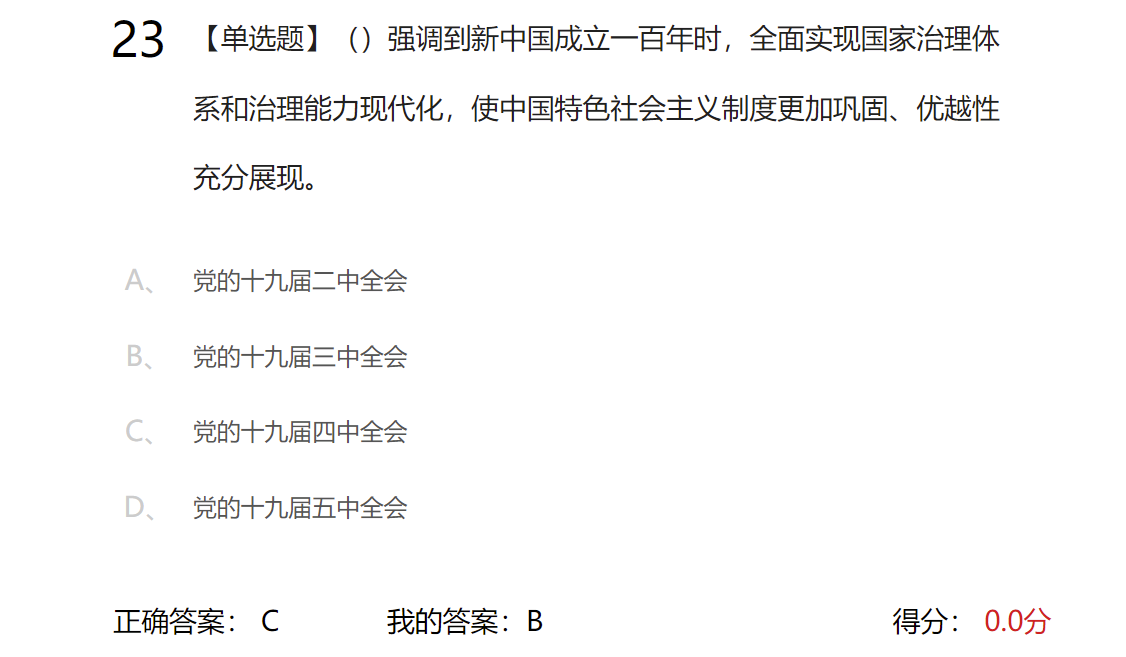 23 【单选题】（）强调到新中国成立一百年时，全面实现国家治理体
系和治理能力现代化，使中国特色社会主义制度更加巩固、优越性
充分展现。
A、 党的十九届二中全会
B、 党的十九届三中全会
C、 党的十九届四中全会
D、 党的十九届五中全会
正确答案： C 我的答案：B 得分： 0.0分